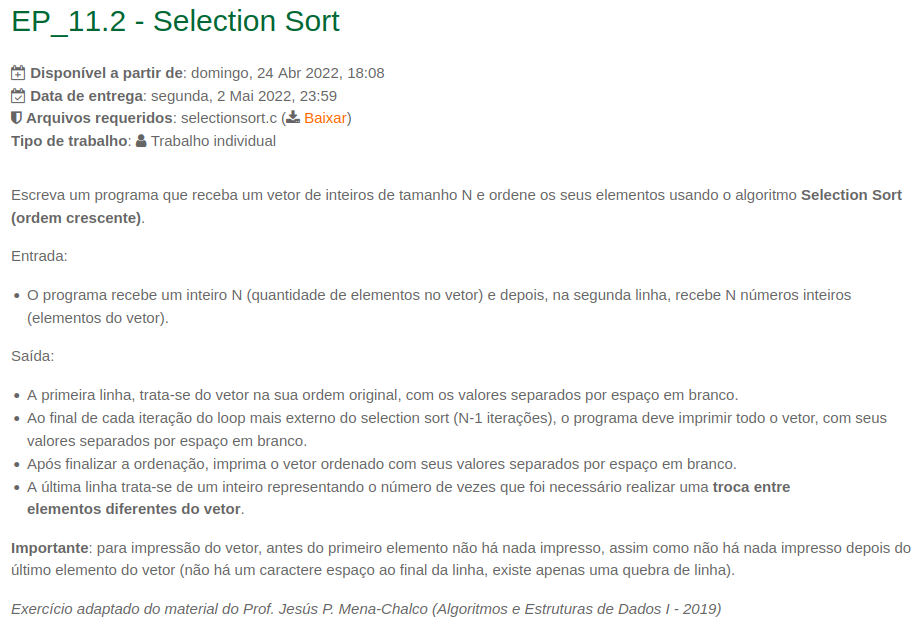 EP_11.2 - Selection Sort
Disponível a partir de: domingo, 24 Abr 2022, 18:08
Data de entrega: segunda, 2 Mai 2022, 23:59
Arquivos requeridos: selectionsort.c (Baixar)
Tipo de trabalho: Trabalho individual
Escreva um programa que receba um vetor de inteiros de tamanho N e ordene os seus elementos usando o algoritmo Selection Sort
(ordem crescente).
Entrada:
• O programa recebe um inteiro N (quantidade de elementos no vetor) e depois, na segunda linha, recebe N números inteiros
(elementos do vetor).
Saída:
• A primeira linha, trata-se do vetor na sua ordem original, com os valores separados por espaço em branco.
• Ao final de cada iteração do loop mais externo do selection sort (N-1 iterações), o programa deve imprimir todo o vetor, com seus
valores separados por espaço em branco.
• Após finalizar a ordenação, imprima o vetor ordenado com seus valores separados por espaço em branco.
• A última linha trata-se de um inteiro representando o número de vezes que foi necessário realizar uma troca entre
elementos diferentes do vetor.
Importante: para impressão do vetor, antes do primeiro elemento não há nada impresso, assim como não há nada impresso depois do
último elemento do vetor (não há um caractere espaço ao final da linha, existe apenas uma quebra de linha).
Exercício adaptado do material do Prof. Jesús P. Mena-Chalco (Algoritmos e Estruturas de Dados I - 2019)